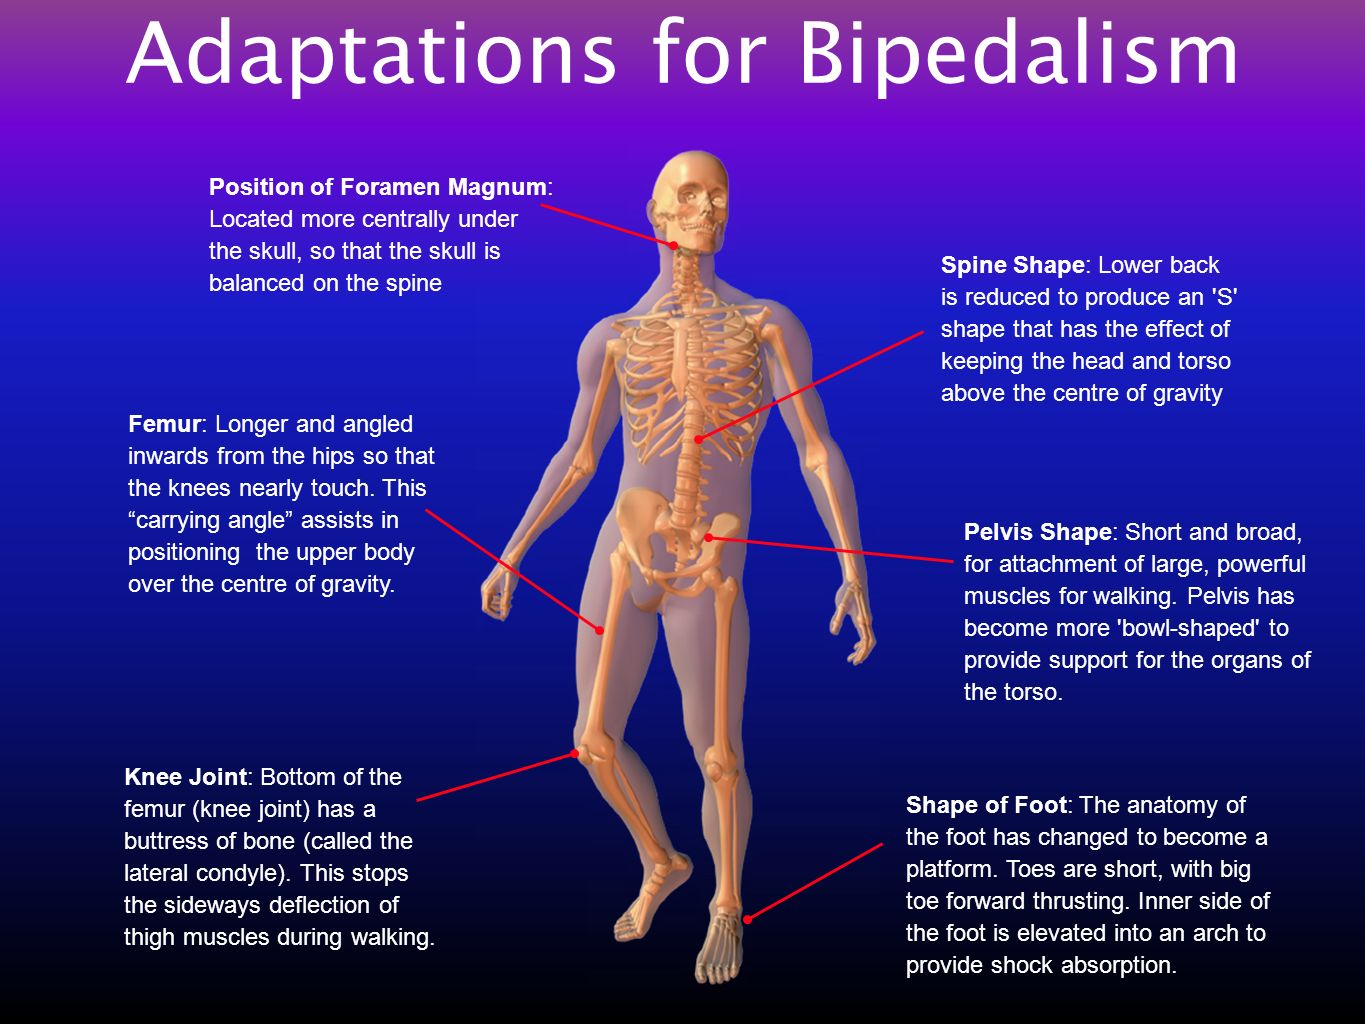 Adaptations for Bipedalism
Position of Foramen Magnum:
Located more centrally under
the skull, so that the skull is
balanced on the spine
Spine Shape: Lower back
is reduced to produce an 'S'
shape that has the effect of
keeping the head and torso
above the centre of gravity
Femur: Longer and angled
inwards from the hips so that
the knees nearly touch. This
“carrying angle” assists in
positioning  the upper body
over the centre of gravity.
Pelvis Shape: Short and broad,
for attachment of large, powerful
muscles for walking. Pelvis has
become more 'bowl-shaped' to
provide support for the organs of
the torso.
Knee Joint: Bottom of the
femur (knee joint) has a
buttress of bone (called the
lateral condyle). This stops
the sideways deflection of
thigh muscles during walking.
Shape of Foot: The anatomy of
the foot has changed to become a
platform. Toes are short, with big
toe forward thrusting. Inner side of
the foot is elevated into an arch to
provide shock absorption.